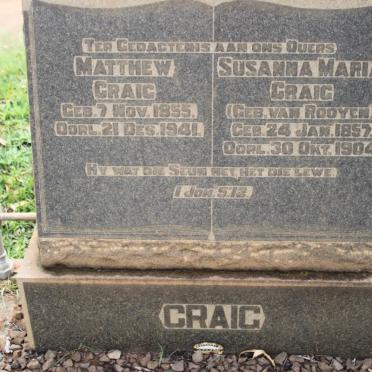 TER GEDACTENIS AAN ONS OUERS
MATTHEW
CRAIG
GEB. 7 NOV. 1855.
OORL. 21 DES. 1941.
SUSANNA MARI
CRAIG
(GEB. VAN ROOYEN
GEB. 24 JAN. 1857.
OORL. 30 OKT. 1904
HY WAT DIE SEUN HET, HET DIE LEWE.
1 JOH. 5:12.
CRAIG